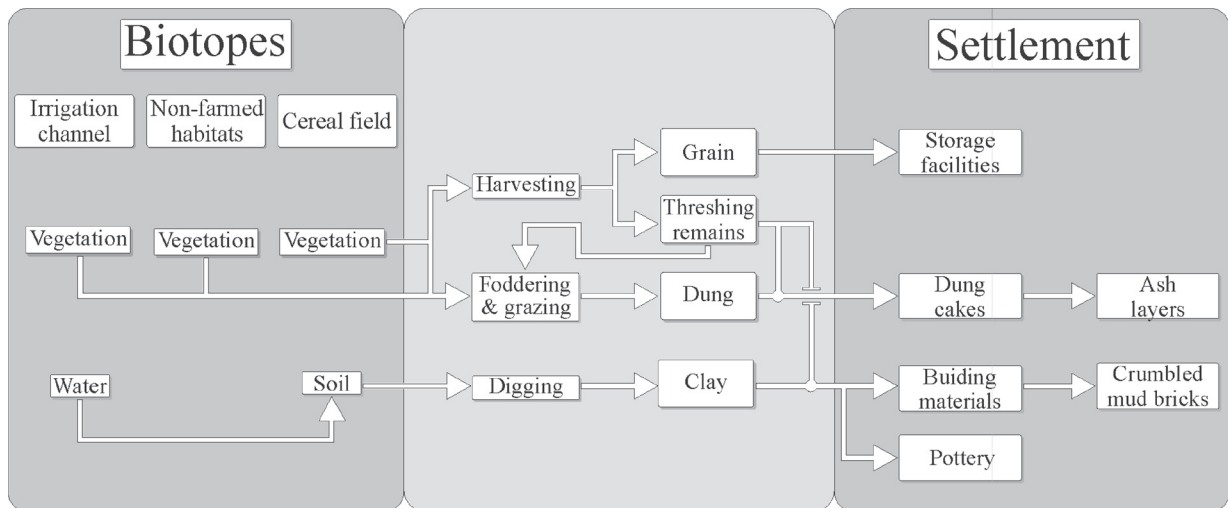 Biotopes
Settlement
Irrigation
channel
Non-farmed
habitats
Cereal field
Grain
Storage
facilities
Harvesting
Threshing
remains
Vegetation
Vegetation
Vegetation
Foddering
& grazing
Dung
Dung
cakes
Ash
layers
Water
Soil
Digging
Clay
Buiding
materials
Crumbled
mud bricks
Pottery